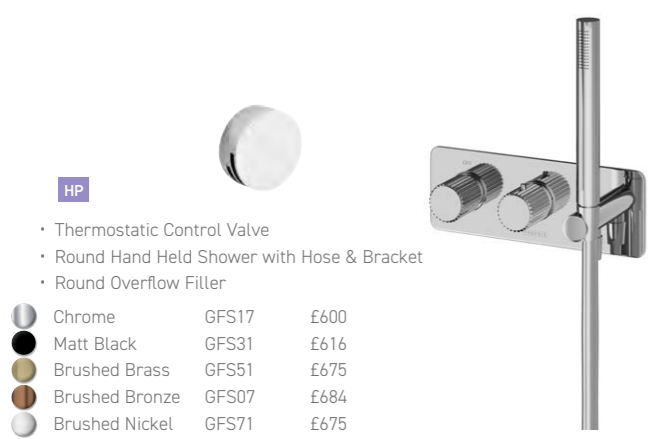 OFF
HP
· Thermostatic Control Valve
· Round Hand Held Shower with Hose & Bracket
· Round Overflow Filler
Chrome GFS17 £600
Matt Black GFS31 £616
Brushed Brass GFS51 £675
Brushed Bronze GFS07 £684
Brushed Nickel GFS71 £675